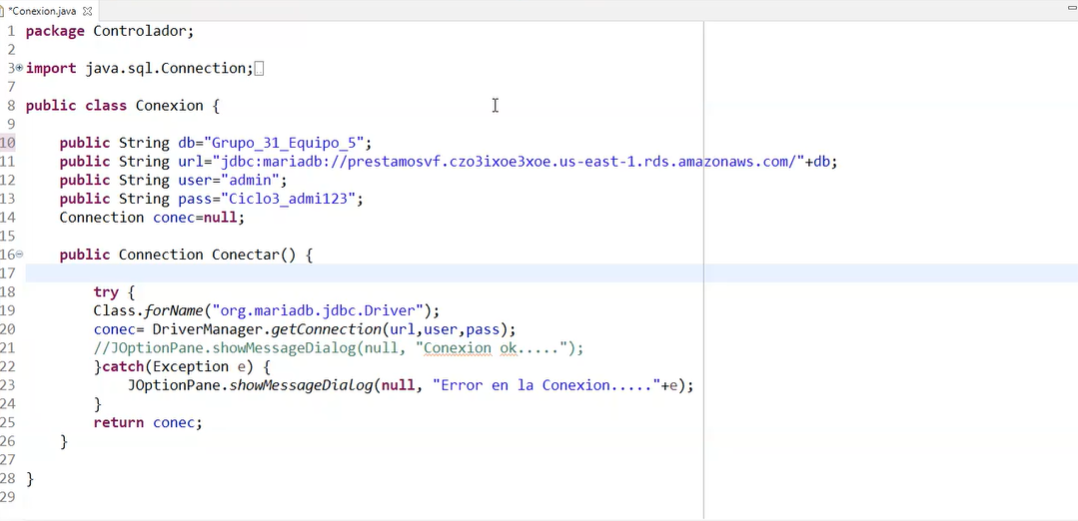 *Conexion.java
1 package Controlador;
2
3 import java.sql.Connection;
7
8 public class Conexion {
9
10 public String db="Grupo_31_Equipo_5";
11 public String url="jdbc:mariadb://prestamosvf.czo3ixoe3xoe.us-east-1.rds.amazonaws.com/"+db;
12 public String user="admin";
13 public String pass="Ciclo3_admi123";
14 Connection conec=null;
15
16 public Connection Conectar() {
17
18 try {
19 Class.forName("org.mariadb.jdbc.Driver");
20 conec= DriverManager.getConnection(url,user,pass);
21 //JOptionPane.showMessageDialog(null, "Conexion ok.....");
22 }catch(Exception e) {
23 JOptionPane.showMessageDialog(null, "Error en la Conexion....."+e);
24 }
25 return conec;
26 }
27
28 }
29